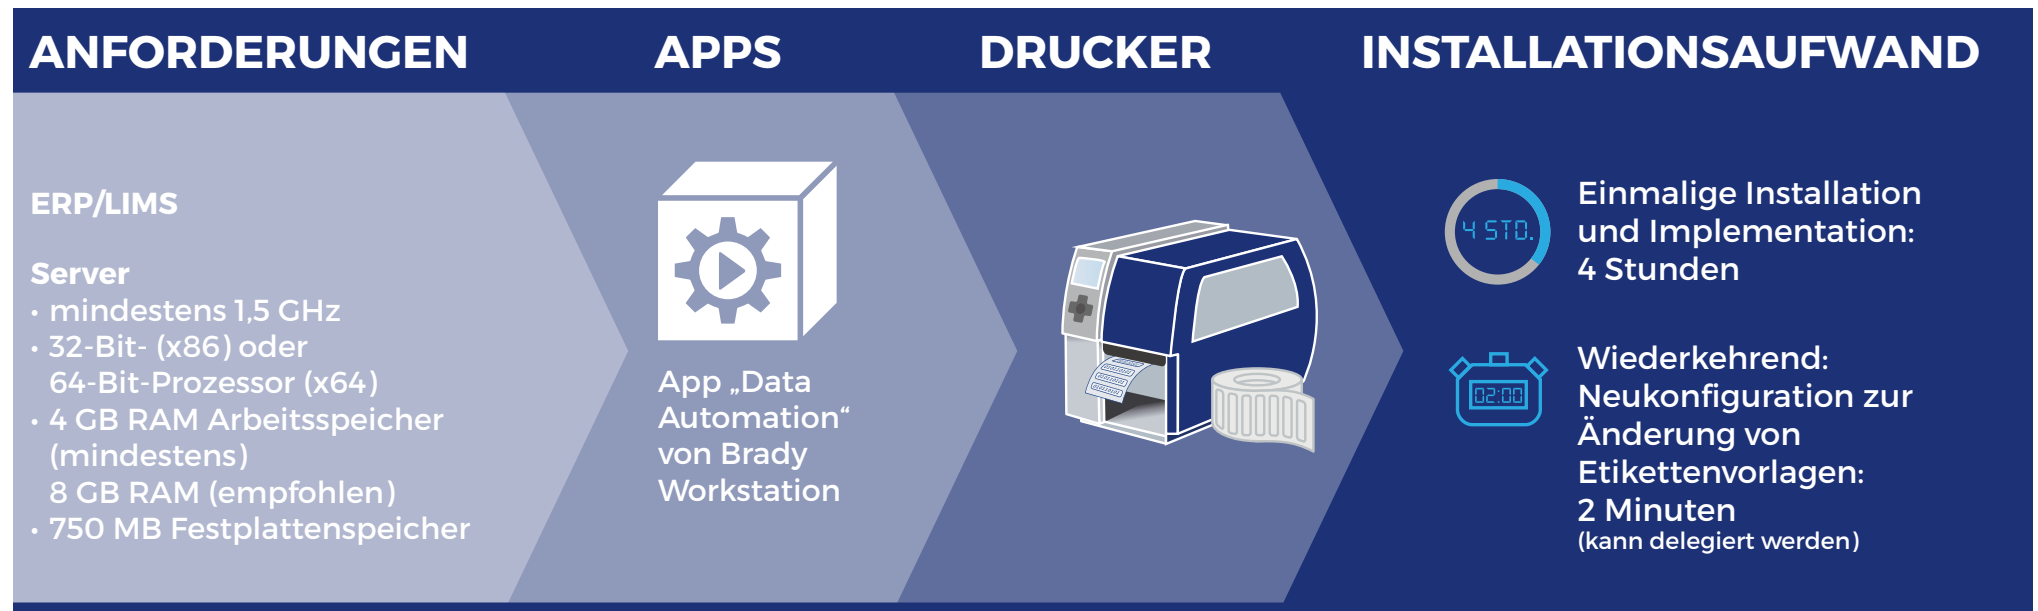 ANFORDERUNGEN
APPS
DRUCKER
INSTALLATIONSAUFWAND
ERP/LIMS
Server
• mindestens 1,5 GHz
• 32-Bit- (x86) oder
64-Bit-Prozessor (x64)
• 4 GB RAM Arbeitsspeicher
(mindestens)
8 GB RAM (empfohlen)
• 750 MB Festplattenspeicher
App „Data
Automation“
von Brady
Workstation
4 STD.
Einmalige Installation
und Implementation:
4 Stunden
02:00
Wiederkehrend:
Neukonfiguration zur
Änderung von
Etikettenvorlagen:
2 Minuten
(kann delegiert werden)